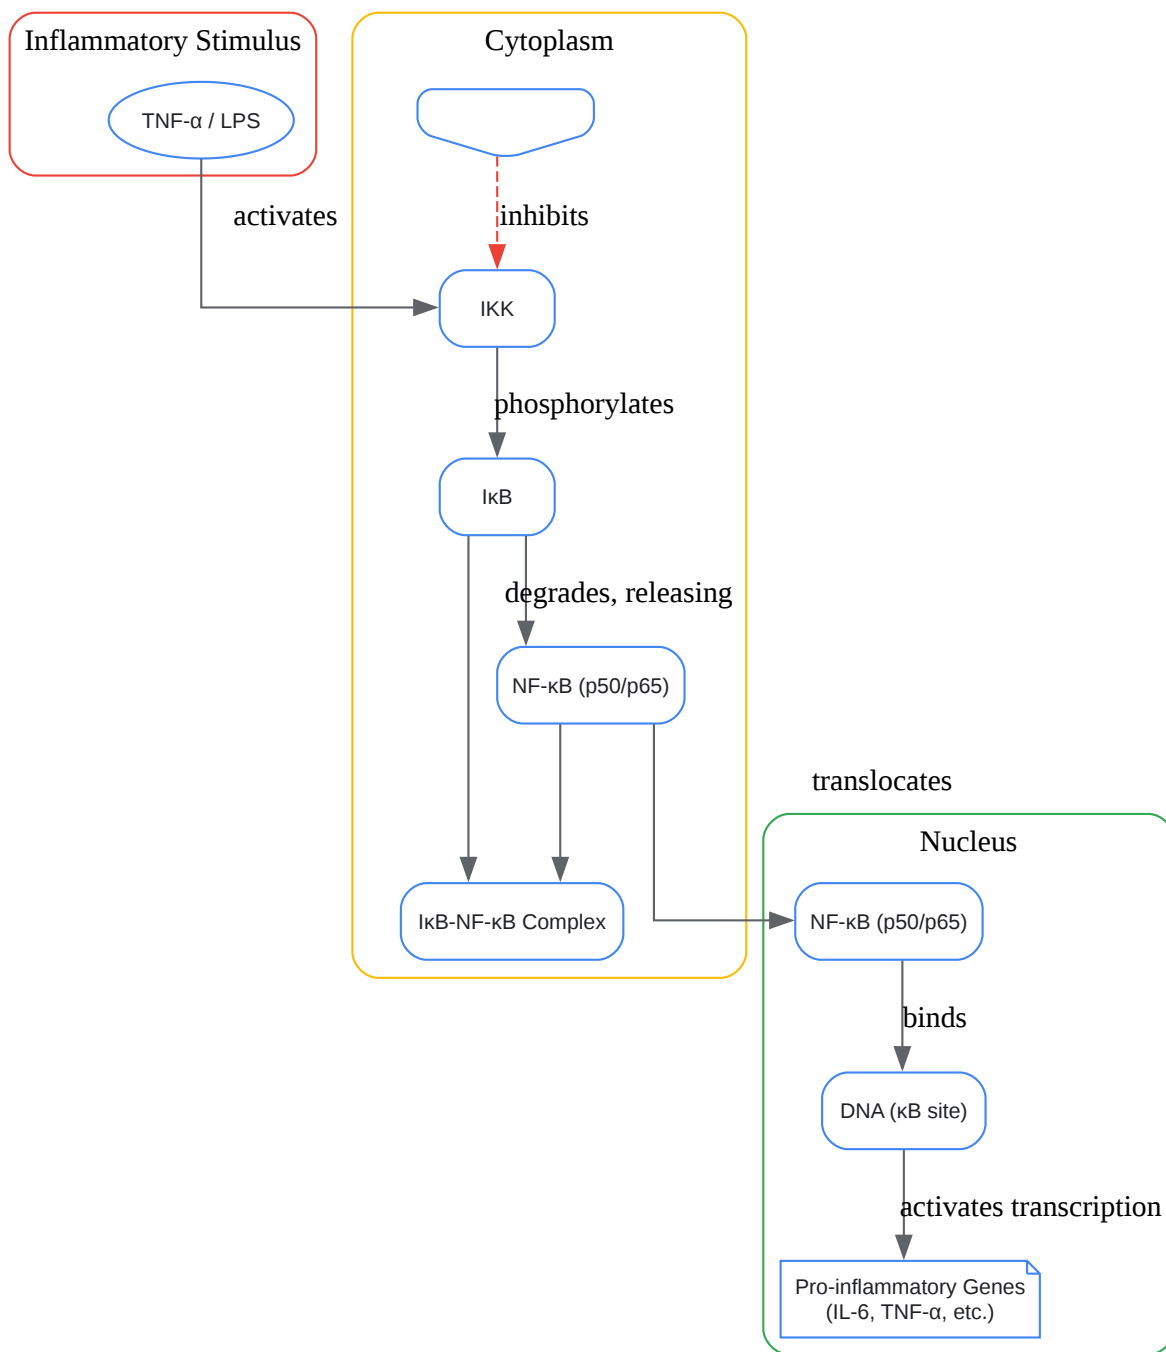 Inflammatory Stimulus
TNF-α / LPS
activates
Cytoplasm
inhibits
IKK
phosphorylates
IκB
degrades, releasing
NF-κB (p50/p65)
IκB-NF-κB Complex
translocates
Nucleus
NF-κB (p50/p65)
binds
DNA (κB site)
activates transcription
Pro-inflammatory Genes
(IL-6, TNF-α, etc.)